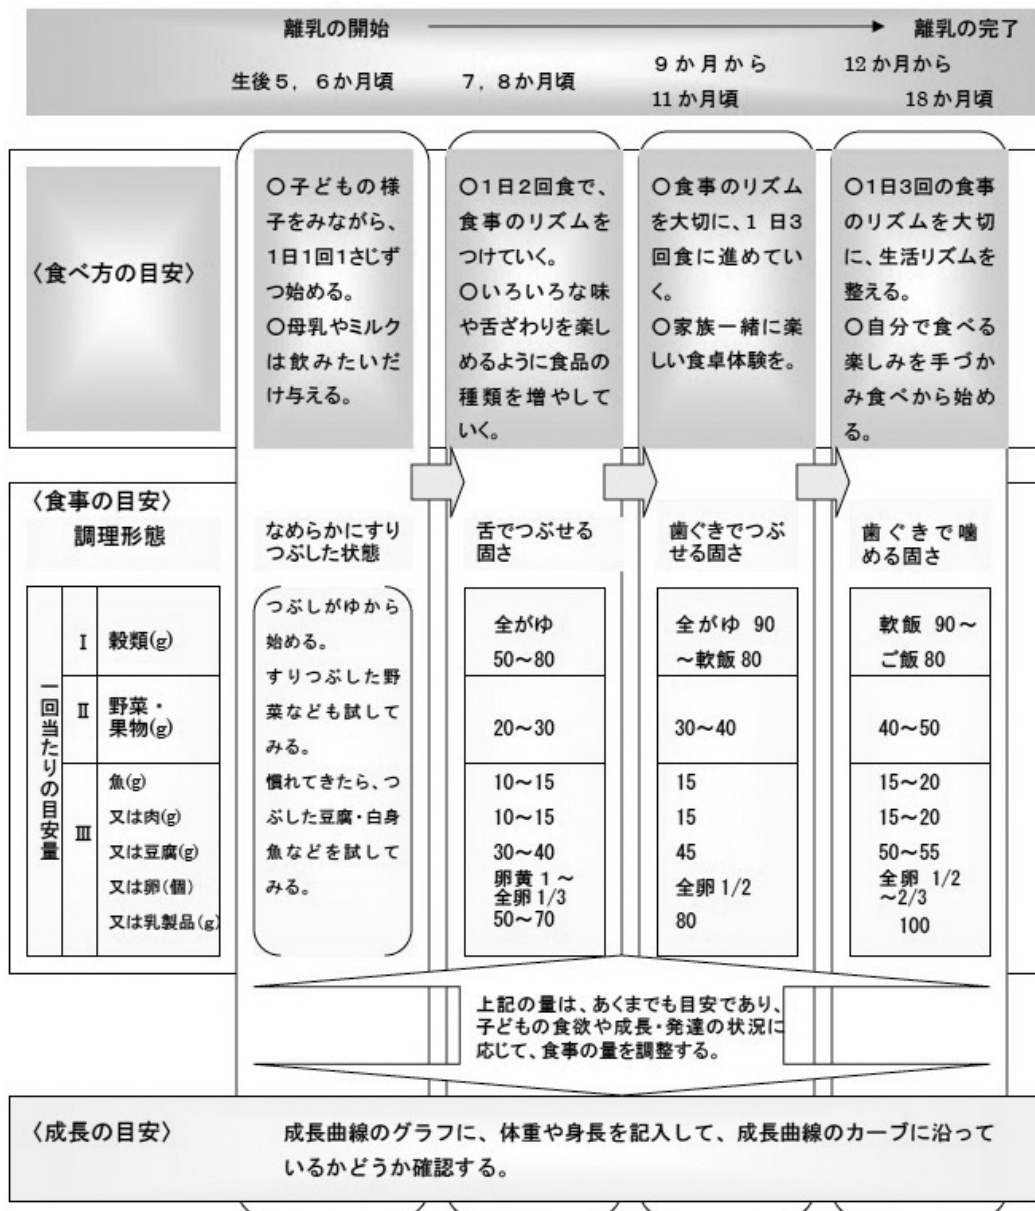 離乳の開始 離乳の完了
生後5，6か月頃
7，8か月頃
9か月から
11か月頃
12か月から
18か月頃
〈食べ方の目安〉
○子どもの様
子をみながら、
1日1回1さじず
つ始める。
○母乳やミルク
は飲みたいだ
け与える。
○1日2回食で、
食事のリズムを
つけていく。
○いろいろな味
や舌ざわりを楽し
めるように食品の
種類を増やして
いく。
○食事のリズム
を大切に、1日3
回食に進めてい
く。
○家族一緒に楽
しい食卓体験を。
○1日3回の食事
のリズムを大切
に、生活リズムを
整える。
○自分で食べる
楽しみを手づか
み食べから始め
る。
〈食事の目安〉
調理形態
なめらかにすり
つぶした状態
舌でつぶせる
固さ
歯ぐきでつぶ
せる固さ
歯ぐきで噛
める固さ
一回当たりの目安量
Ⅰ 穀類(g)
Ⅱ 野菜・
果物(g)
Ⅲ
魚(g)
又は肉(g)
又は豆腐(g)
又は卵(個)
又は乳製品(g)
つぶしがゆから
始める。
すりつぶした野
菜なども試して
みる。
慣れてきたら、つ
ぶした豆腐・白身
魚などを試して
みる。
全がゆ
50～80
20～30
10～15
10～15
30～40
卵黄 1～
全卵 1/3
50～70
全がゆ 90
～軟飯 80
30～40
15
15
45
全卵 1/2
80
軟飯 90～
ご飯 80
40～50
15～20
15～20
50～55
全卵 1/2
～2/3
100
上記の量は、あくまでも目安であり、
子どもの食欲や成長・発達の状況に
応じて、食事の量を調整する。
〈成長の目安〉
成長曲線のグラフに、体重や身長を記入して、成長曲線のカーブに沿って
いるかどうか確認する。